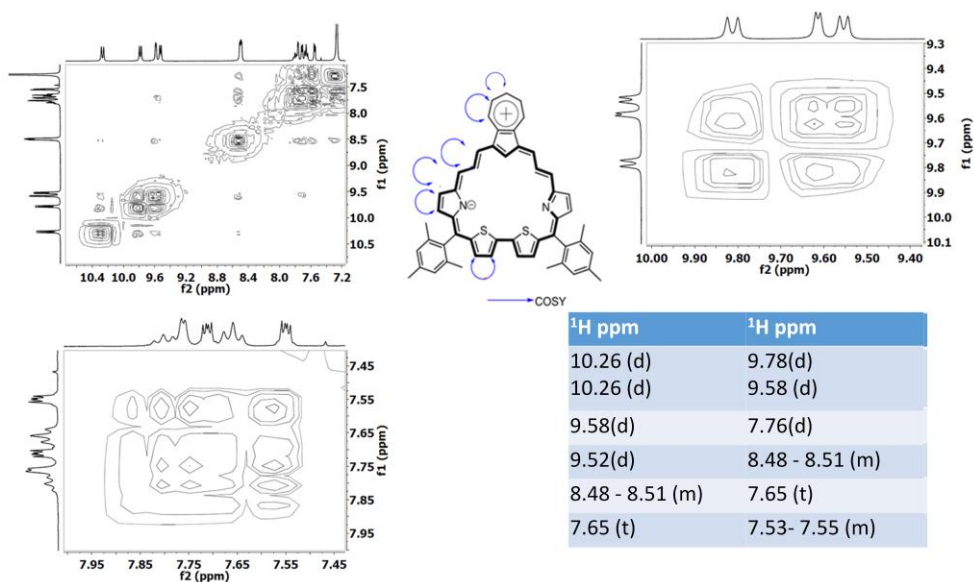 7.5
8.0
8.5
9.0
9.5
10.0
10.5
f1 (ppm)
10.4 10.0 9.6 9.2 8.8 8.4 8.0 7.6 7.2
f2 (ppm)
+
N⊖ N
S S
COSY
9.3
9.4
9.5
9.6
9.7
9.8
9.9
10.0
10.1
f1 (ppm)
10.00 9.90 9.80 9.70 9.60 9.50 9.40
f2 (ppm)
7.45
7.55
7.65
7.75
7.85
7.95
f1 (ppm)
7.95 7.85 7.75 7.65 7.55 7.45
f2 (ppm)
¹H ppm ¹H ppm
10.26 (d) 9.78(d)
10.26 (d) 9.58 (d)
9.58(d) 7.76(d)
9.52(d) 8.48 - 8.51 (m)
8.48 - 8.51 (m) 7.65 (t)
7.65 (t) 7.53- 7.55 (m)